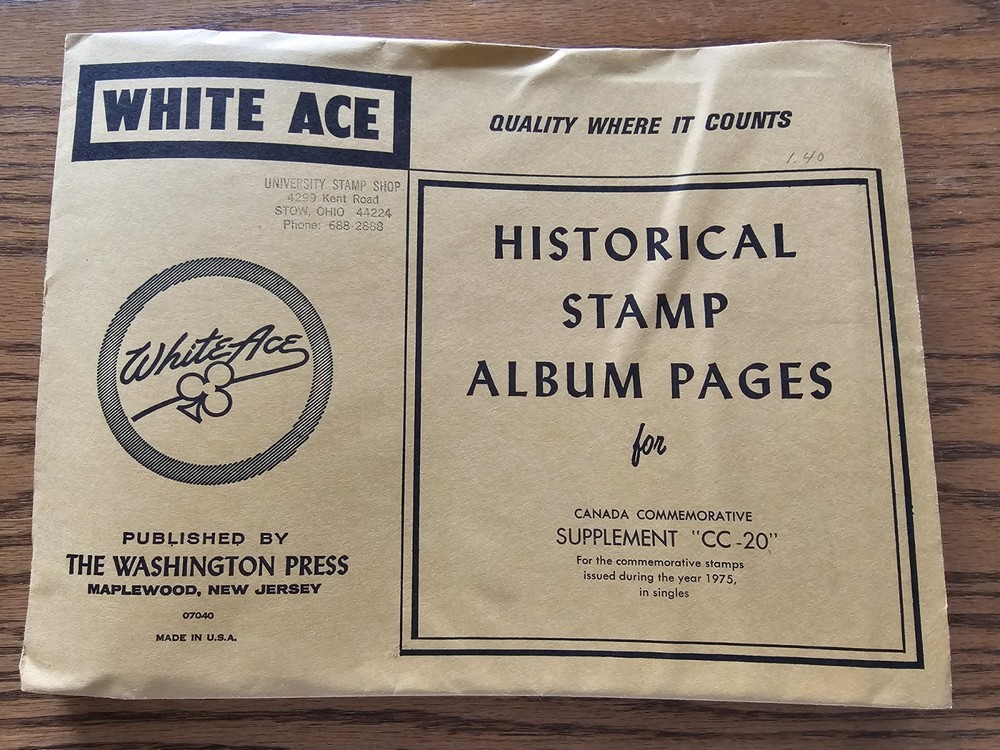 WHITE ACE
QUALITY WHERE IT COUNTS
1.40
UNIVERSITY STAMP SHOP
4299 Kent Road
STOW, OHIO 44224
Phone: 688-2888
White Ace
PUBLISHED BY
THE WASHINGTON PRESS
MAPLEWOOD, NEW JERSEY
07040
MADE IN U.S.A.
HISTORICAL
STAMP
ALBUM PAGES
for
CANADA COMMEMORATIVE
SUPPLEMENT "CC-20"
For the commemorative stamps
issued during the year 1975,
in singles